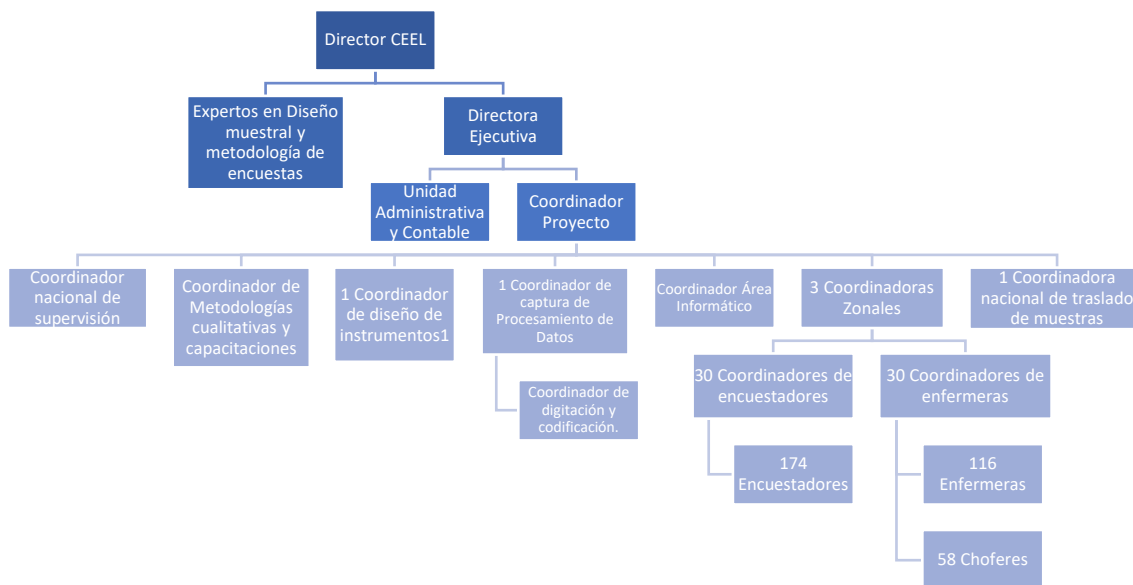 Director CEEL
Expertos en Diseño
muestral y
metodología de
encuestas
Directora
Ejecutiva
Unidad
Administrativa
y Contable
Coordinador
Proyecto
Coordinador
nacional de
supervisión
Coordinador de
Metodologías
cualitativas y
capacitaciones
1 Coordinador
de diseño de
instrumentos1
1 Coordinador de
captura de
Procesamiento de
Datos
Coordinador Área
Informático
3 Coordinadoras
Zonales
1 Coordinadora
nacional de traslado
de muestras
Coordinador de
digitación y
codificación.
30 Coordinadores de
encuestadores
30 Coordinadores de
enfermeras
174
Encuestadores
116
Enfermeras
58 Choferes